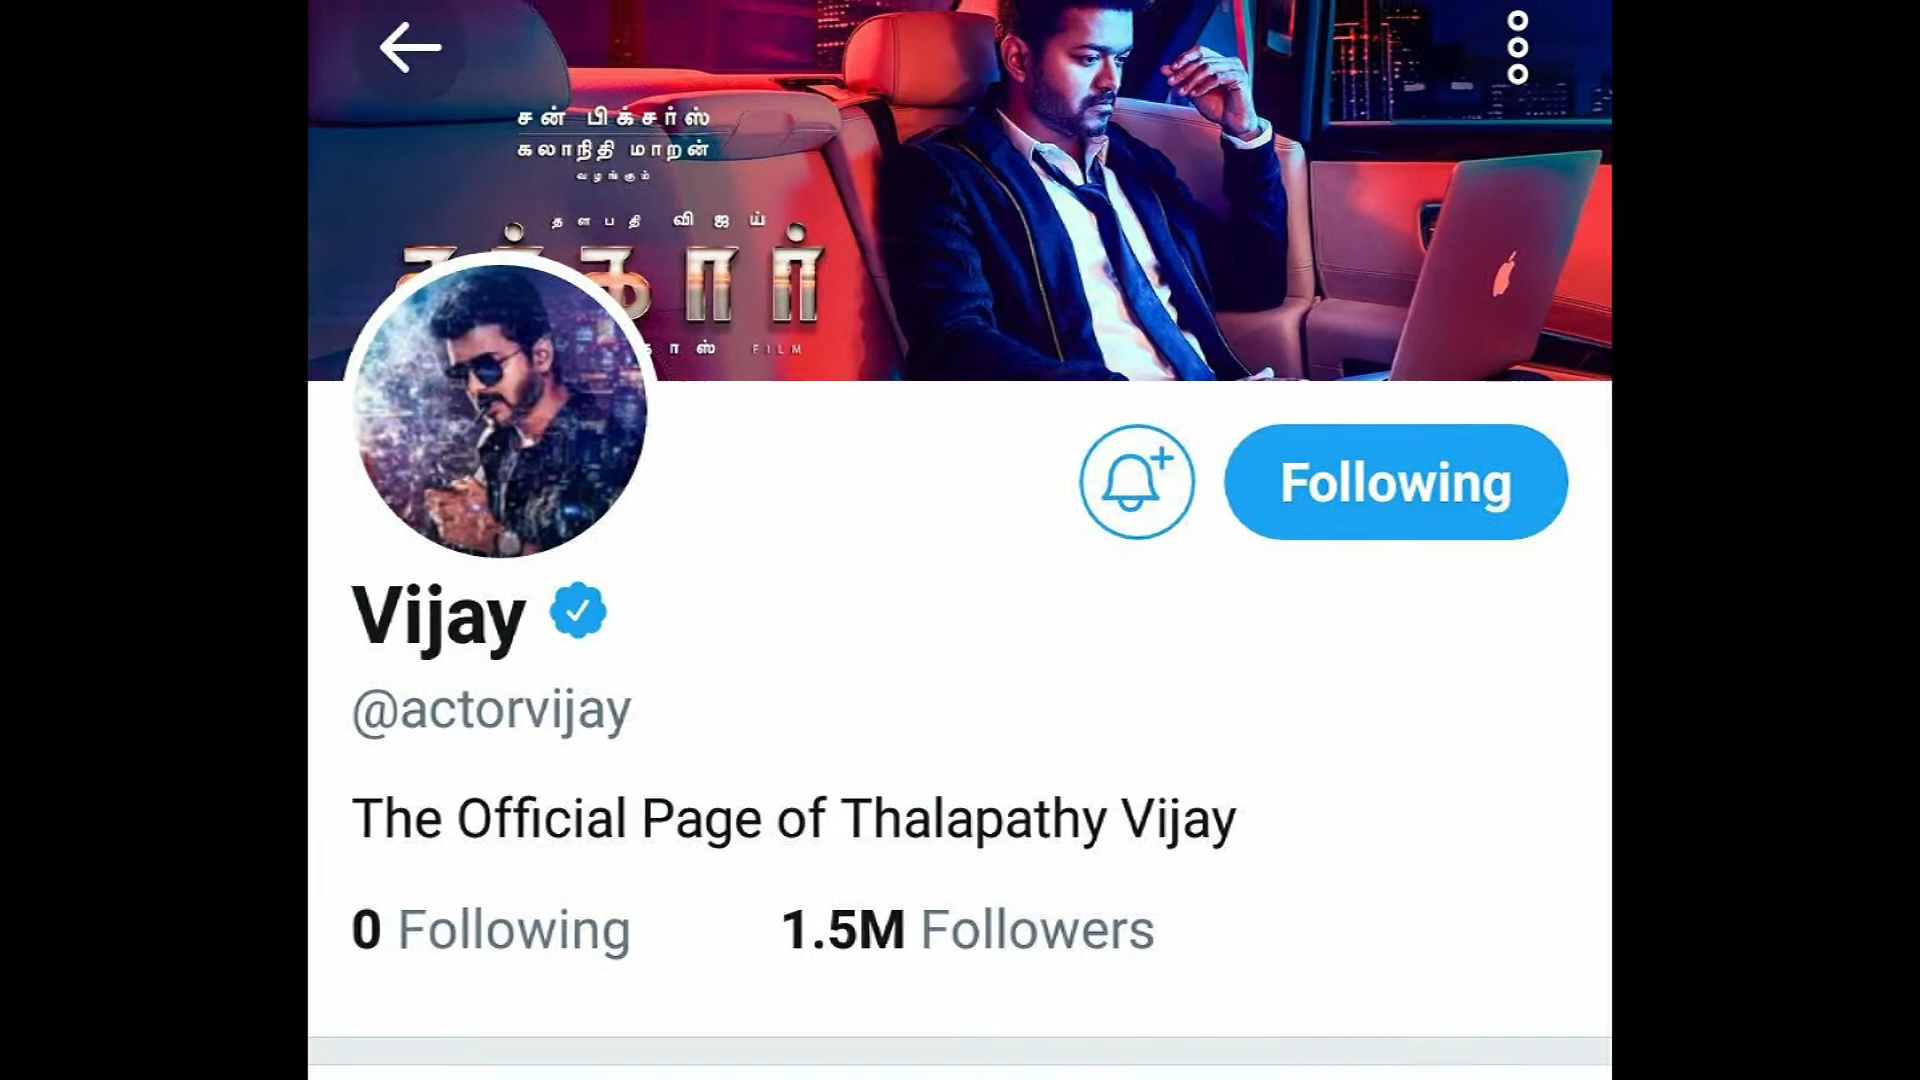 சன் பிக்சர்ஸ்
கலாநிதி மாறன்
வழங்கும்
தளபதி விஜய்
FILM
Following
Vijay
@actorvijay
The Official Page of Thalapathy Vijay
0 Following 1.5M Followers